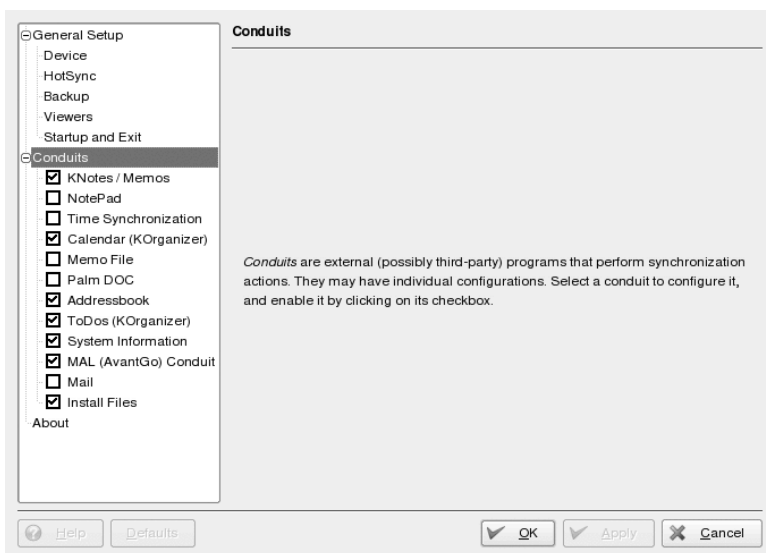 General Setup
Device
HotSync
Backup
Viewers
Startup and Exit
Conduits
KNotes / Memos
NotePad
Time Synchronization
Calendar (KOrganizer)
Memo File
Palm DOC
Addressbook
ToDos (KOrganizer)
System Information
MAL (AvantGo) Conduit
Mail
Install Files
About
Conduits
Conduits are external (possibly third-party) programs that perform synchronization
actions. They may have individual configurations. Select a conduit to configure it,
and enable it by clicking on its checkbox.
Help
Defaults
OK
Apply
Cancel